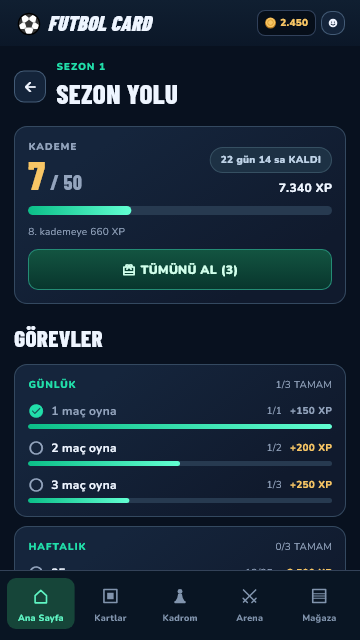 FUTBOL CARD
2.450
SEZON 1
SEZON YOLU
KADEME
7 / 50
22 gün 14 sa KALDI
7.340 XP
8. kademeye 660 XP
TÜMÜNÜ AL (3)
GÖREVLER
GÜNLÜK 1/3 TAMAM
1 maç oyna 1/1 +150 XP
2 maç oyna 1/2 +200 XP
3 maç oyna 1/3 +250 XP
HAFTALIK 0/3 TAMAM
Ana Sayfa Kartlar Kadrom Arena Mağaza